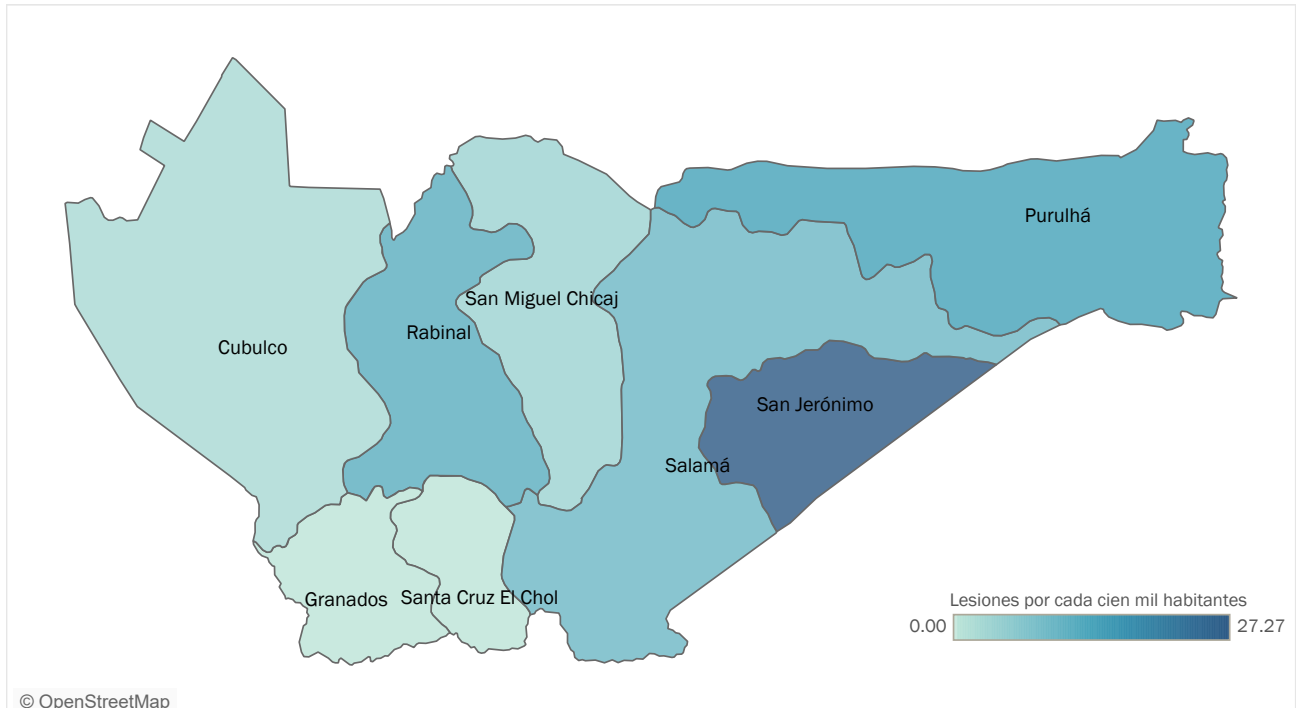 Purulhá
San Miguel Chicaj
Rabinal
Cubulco
San Jerónimo
Salamá
Granados
Santa Cruz El Chol
Lesiones por cada cien mil habitantes
0.00
27.27
© OpenStreetMap